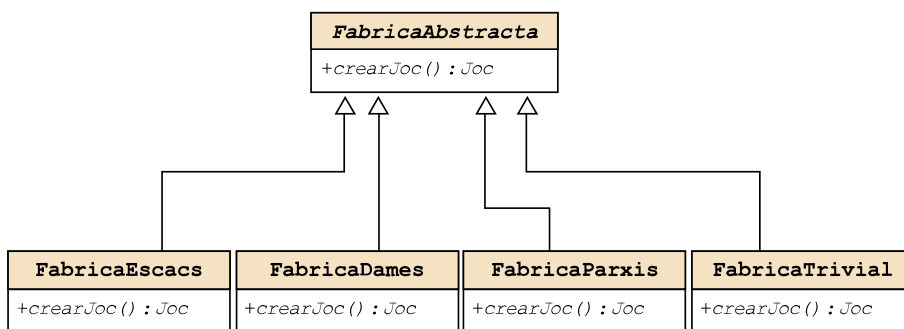 FabricaAbstracta
+crearJoc() : Joc
FabricaEscacs
+crearJoc() : Joc
FabricaDames
+crearJoc() : Joc
FabricaParxis
+crearJoc() : Joc
FabricaTrivial
+crearJoc() : Joc